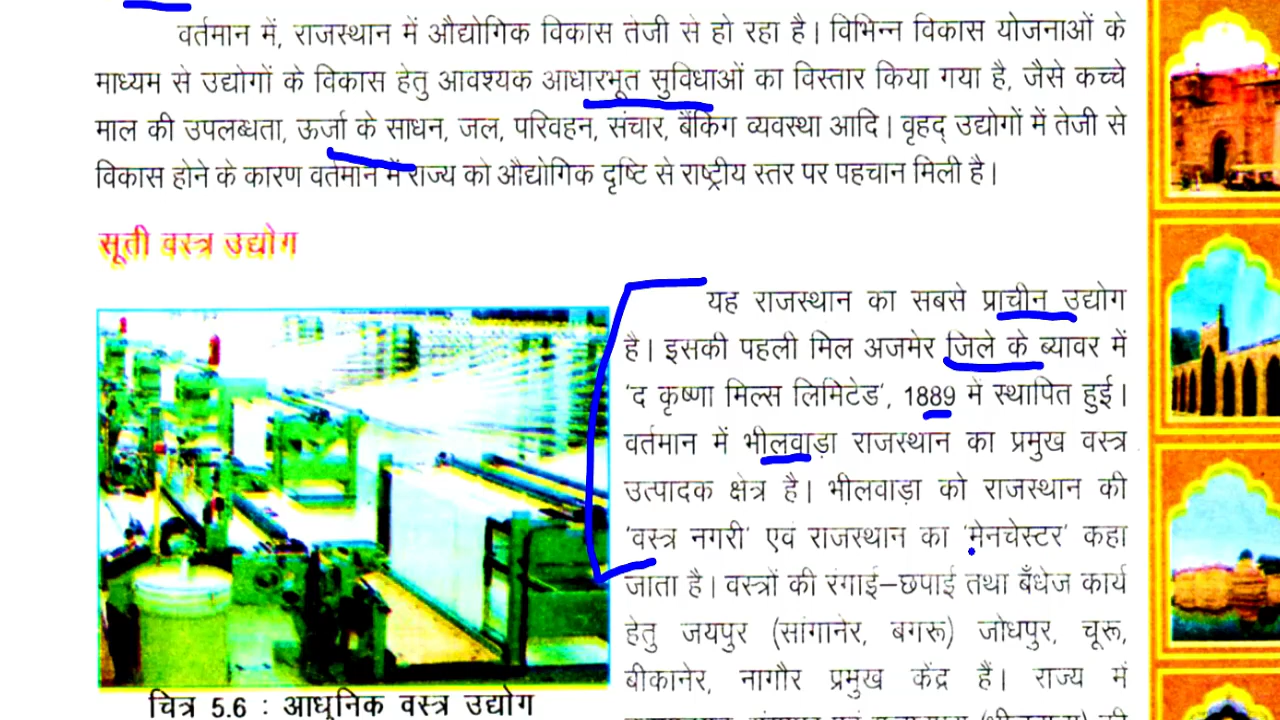 वर्तमान में, राजस्थान में औद्योगिक विकास तेजी से हो रहा है। विभिन्न विकास योजनाओं के
माध्यम से उद्योगों के विकास हेतु आवश्यक आधारभूत सुविधाओं का विस्तार किया गया है, जैसे कच्चे
माल की उपलब्धता, ऊर्जा के साधन, जल, परिवहन, संचार, बैंकिंग व्यवस्था आदि। वृहद् उद्योगों में तेजी से
विकास होने के कारण वर्तमान में राज्य को औद्योगिक दृष्टि से राष्ट्रीय स्तर पर पहचान मिली है।
सूती वस्त्र उद्योग
यह राजस्थान का सबसे प्राचीन उद्योग
है। इसकी पहली मिल अजमेर जिले के ब्यावर में
'द कृष्णा मिल्स लिमिटेड', 1889 में स्थापित हुई।
वर्तमान में भीलवाड़ा राजस्थान का प्रमुख वस्त्र
उत्पादक क्षेत्र है। भीलवाड़ा को राजस्थान की
'वस्त्र नगरी' एवं राजस्थान का 'मेनचेस्टर' कहा
जाता है। वस्त्रों की रंगाई–छपाई तथा बँधेज कार्य
हेतु जयपुर (सांगानेर, बगरू) जोधपुर, चूरू,
बीकानेर, नागौर प्रमुख केंद्र हैं। राज्य में
चित्र 5.6 : आधुनिक वस्त्र उद्योग